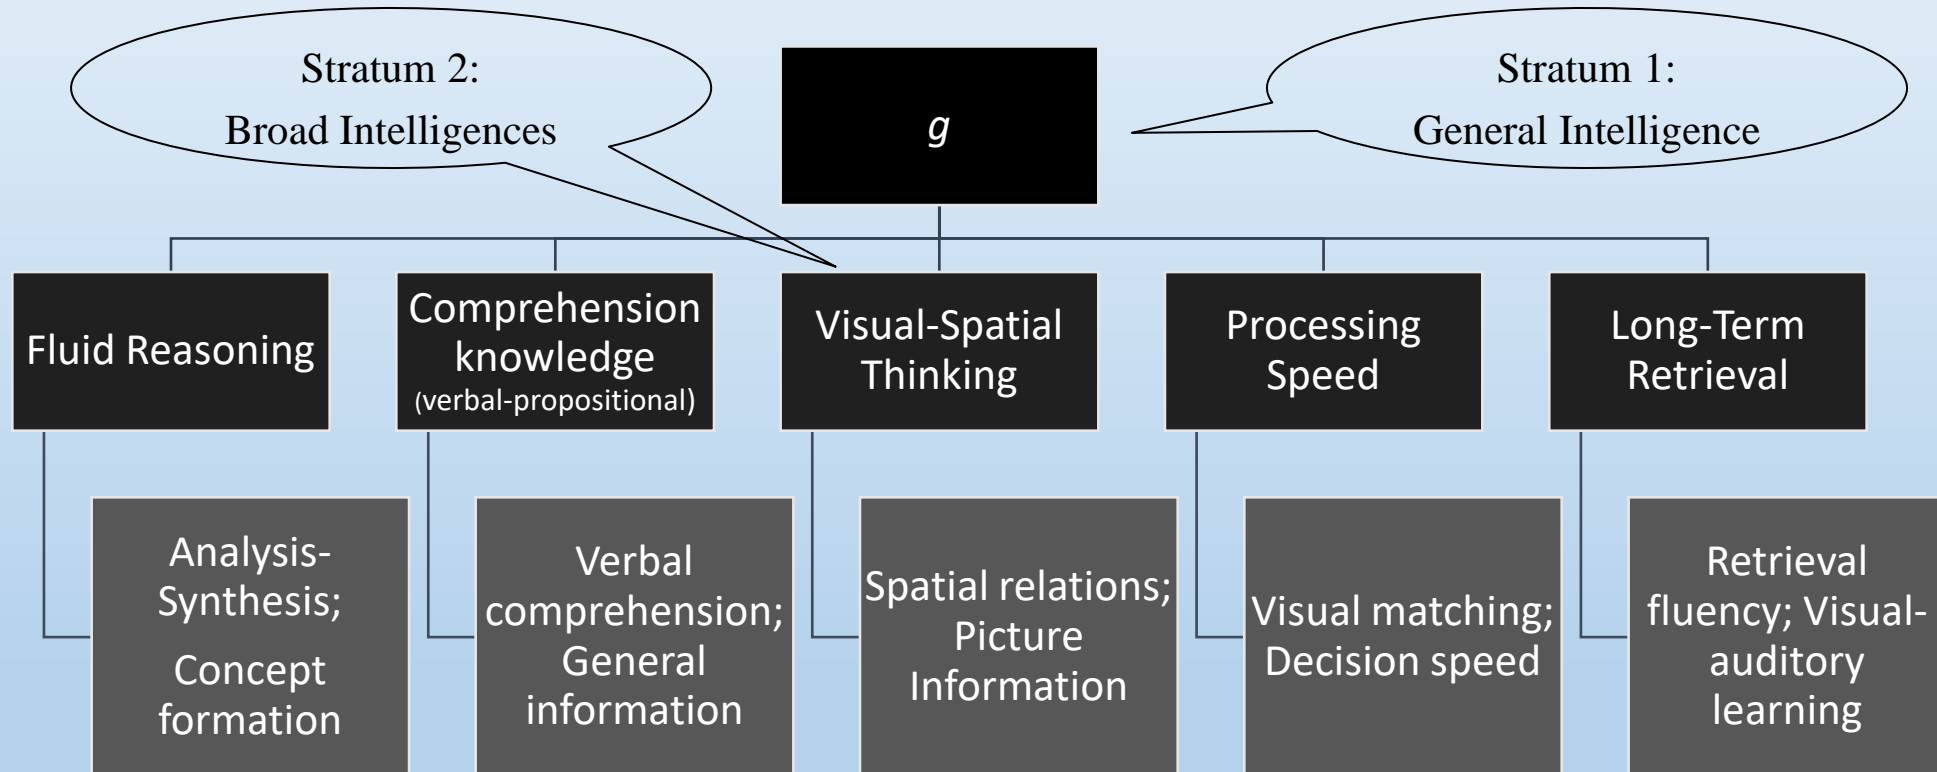 Stratum 2:
Broad Intelligences
g
Stratum 1:
General Intelligence
Fluid Reasoning
Comprehension
knowledge
(verbal-propositional)
Visual-Spatial
Thinking
Processing
Speed
Long-Term
Retrieval
Analysis-
Synthesis;
Concept
formation
Verbal
comprehension;
General
information
Spatial relations;
Picture
Information
Visual matching;
Decision speed
Retrieval
fluency; Visual-
auditory
learning